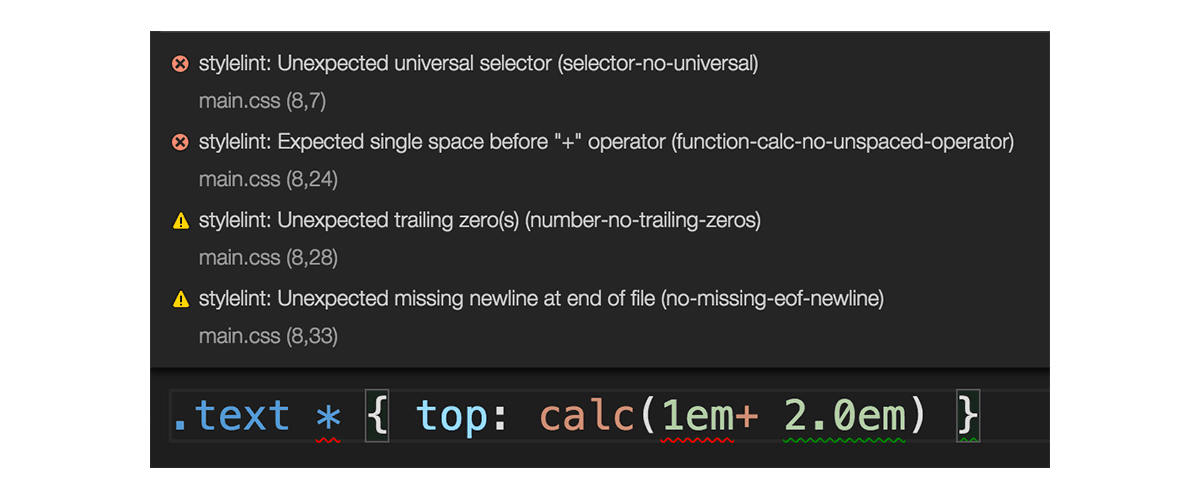 stylelint: Unexpected universal selector (selector-no-universal)
main.css (8,7)
stylelint: Expected single space before "+" operator (function-calc-no-unspaced-operator)
main.css (8,24)
stylelint: Unexpected trailing zero(s) (number-no-trailing-zeros)
main.css (8,28)
stylelint: Unexpected missing newline at end of file (no-missing-eof-newline)
main.css (8,33)
.text * { top: calc(1em+ 2.0em) }